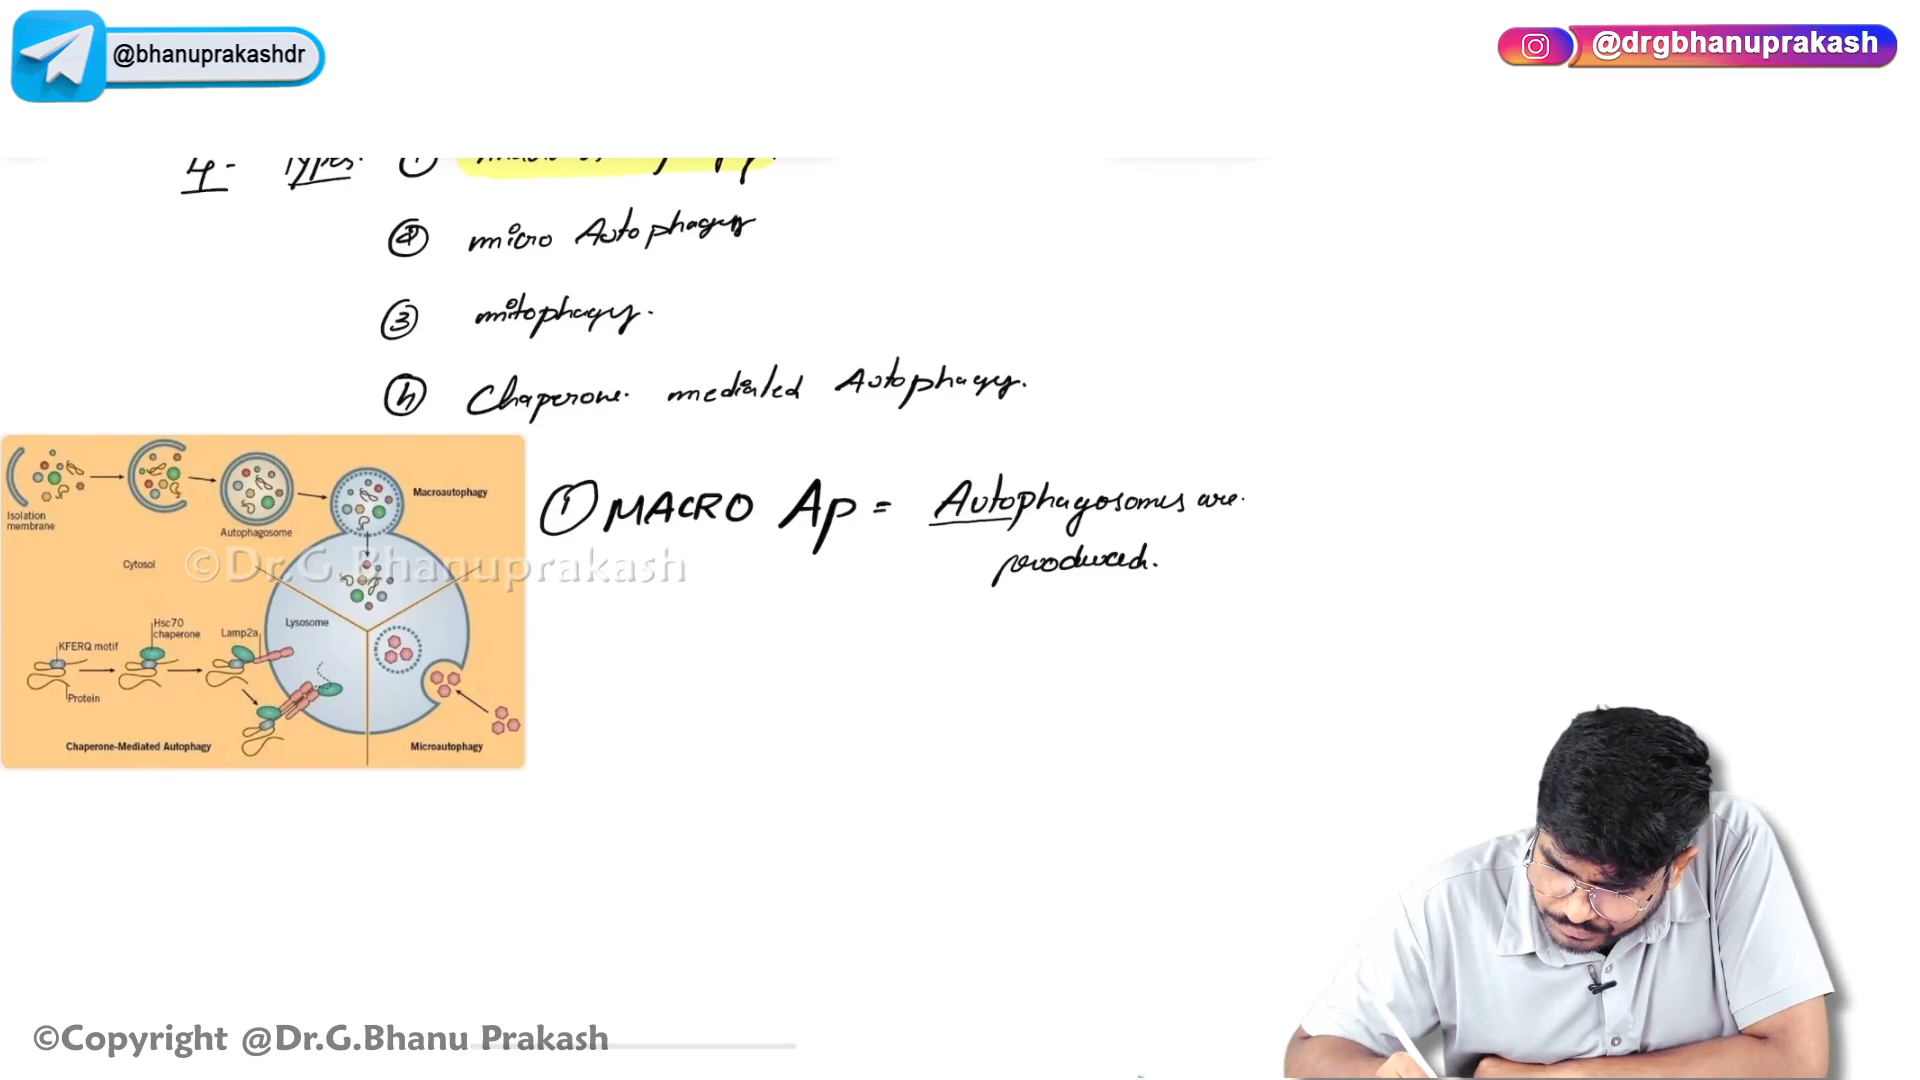 @bhanuprakashdr
@drgbhanuprakash
4- Types. ①
② micro Autophagy
③ mitophagy.
④ Chaperone. mediated Autophagy.
Isolation
membrane
Autophagosome
Macroautophagy
Cytosol
Lysosome
KFERQ motif
Hsc70
chaperone
Lamp2a
Protein
Chaperone-Mediated Autophagy
Microautophagy
① MACRO Ap = Autophagosomes are.
produced.
©Dr.G Bhanuprakash
©Copyright @Dr.G.Bhanu Prakash